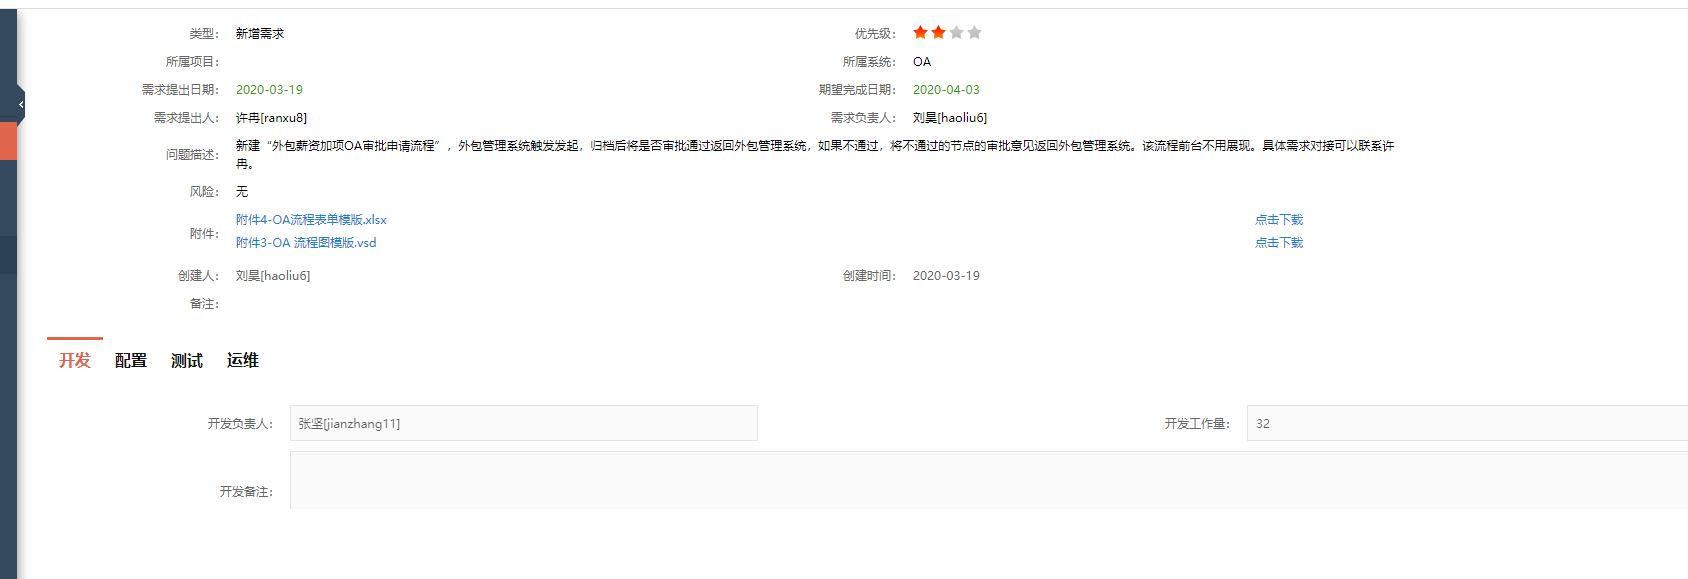 类型： 新增需求 优先级：
所属项目： 所属系统： OA
需求提出日期： 2020-03-19 期望完成日期： 2020-04-03
需求提出人： 许冉[ranxu8] 需求负责人： 刘昊[haoliu6]
问题描述： 新建“外包薪资加项OA审批申请流程”，外包管理系统触发发起，归档后将是否审批通过返回外包管理系统，如果不通过，将不通过的节点的审批意见返回外包管理系统。该流程前台不用展现。具体需求对接可以联系许
冉。
风险： 无
附件： 附件4-OA流程表单模版.xlsx 点击下载
附件3-OA 流程图模版.vsd 点击下载
创建人： 刘昊[haoliu6] 创建时间： 2020-03-19
备注：
开发 配置 测试 运维
开发负责人： 张坚[jianzhang11] 开发工作量： 32
开发备注：